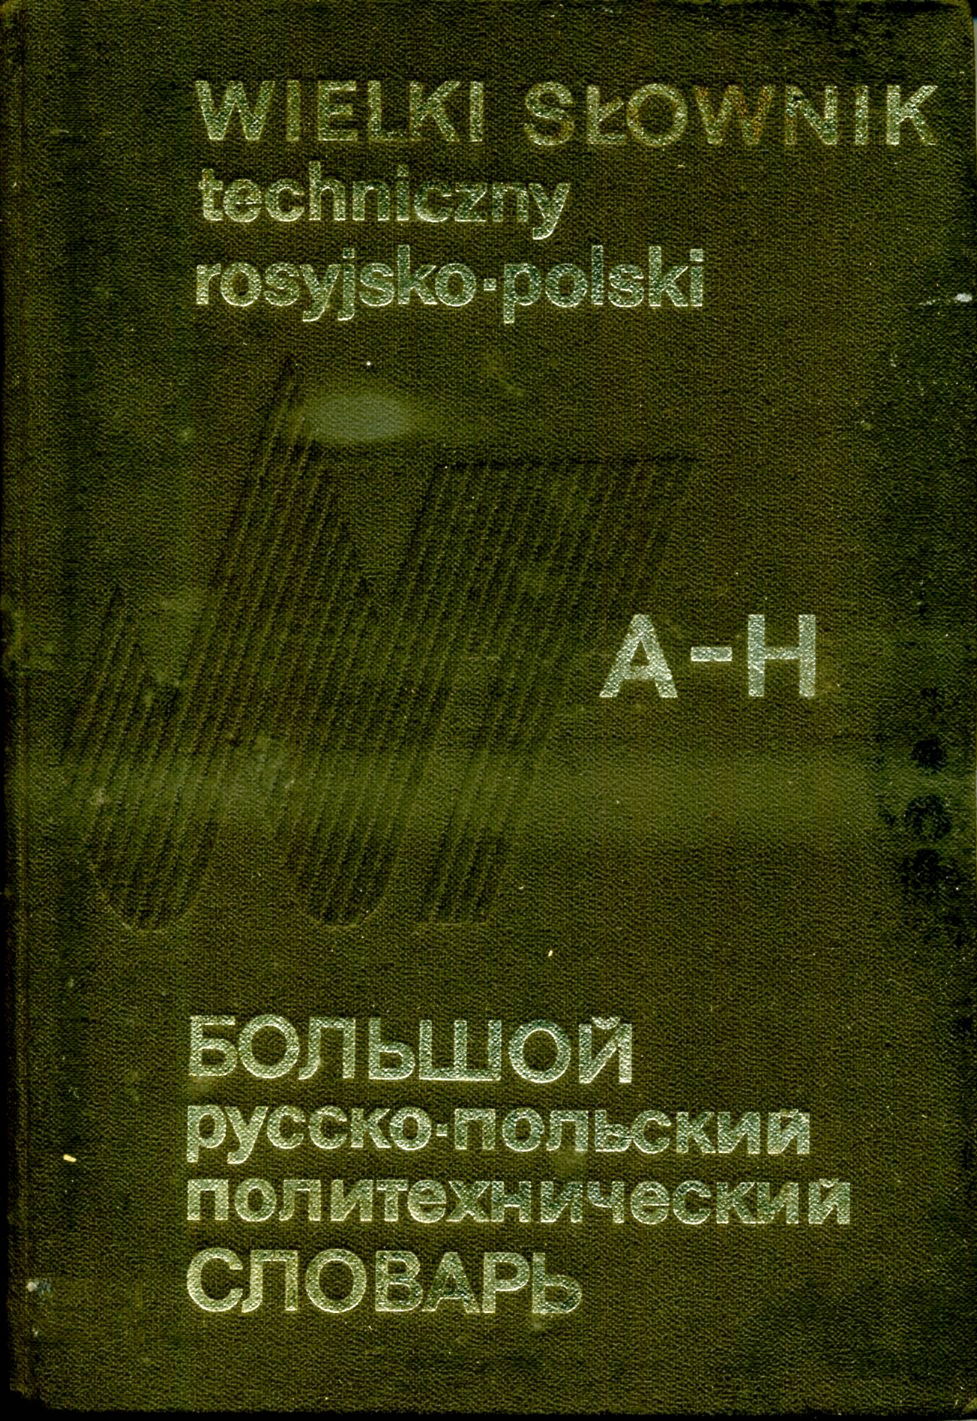 WIELKI SŁOWNIK
techniczny
rosyjsko-polski
А-Н
БОЛЬШОЙ
русско-польский
политехнический
СЛОВАРЬ